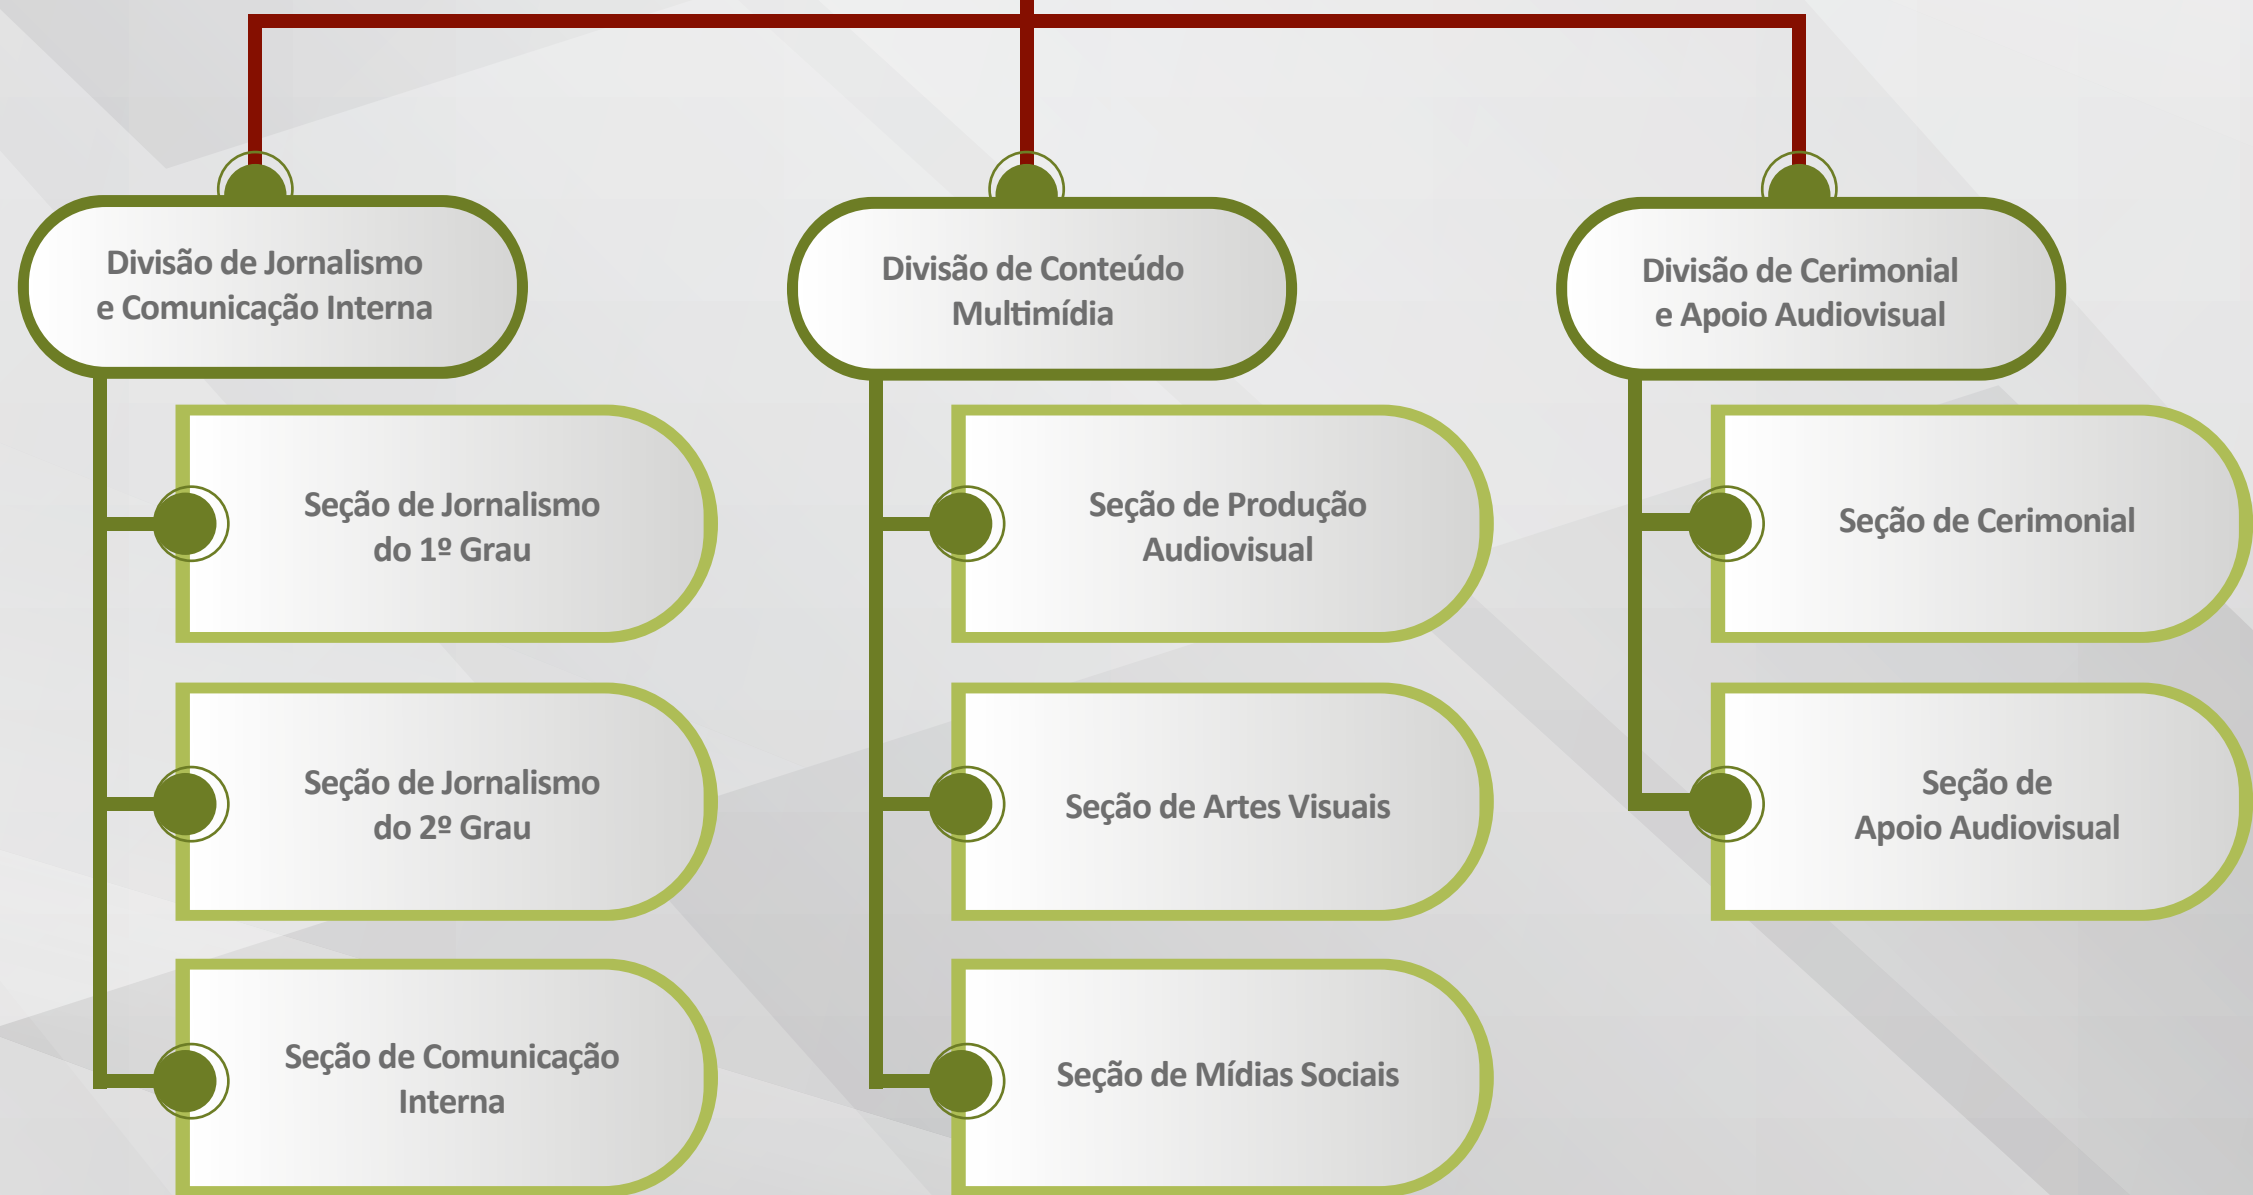 Divisão de Jornalismo
e Comunicação Interna
Seção de Jornalismo
do 1º Grau
Seção de Jornalismo
do 2º Grau
Seção de Comunicação
Interna
Divisão de Conteúdo
Multimídia
Seção de Produção
Audiovisual
Seção de Artes Visuais
Seção de Mídias Sociais
Divisão de Cerimonial
e Apoio Audiovisual
Seção de Cerimonial
Seção de
Apoio Audiovisual